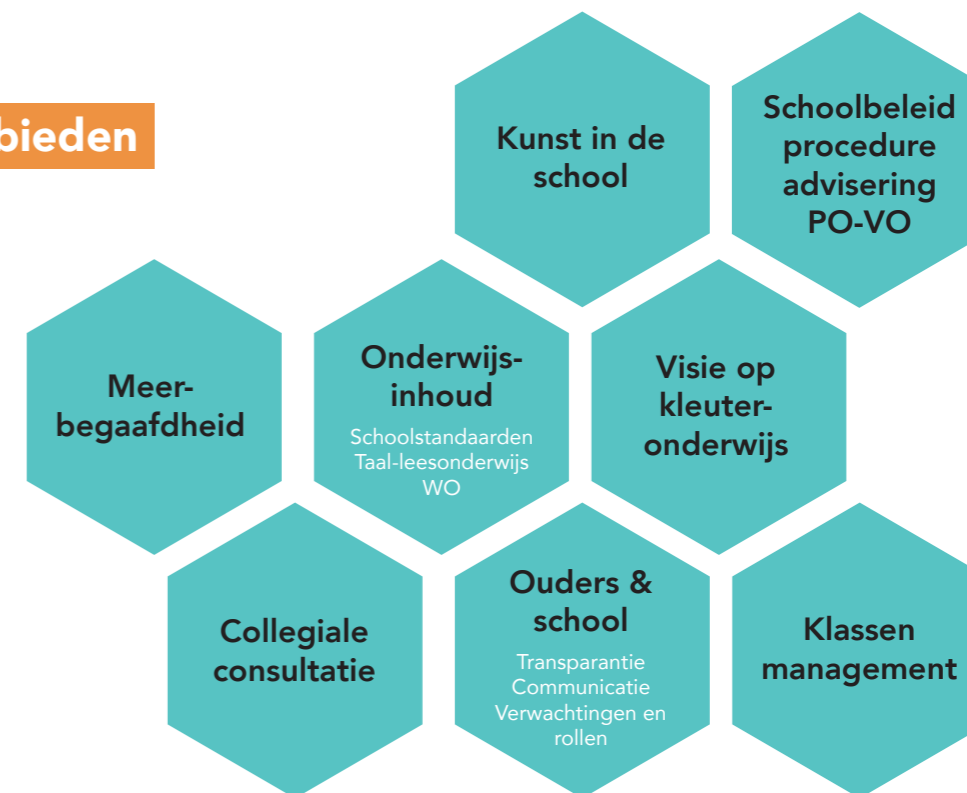 bieden
Kunst in de
school
Schoolbeleid
procedure
advisering
PO-VO
Meer-
begaafdheid
Onderwijs-
inhoud
Schoolstandaarden
Taal-leesonderwijs
WO
Visie op
kleuter-
onderwijs
Collegiale
consultatie
Ouders &
school
Transparantie
Communicatie
Verwachtingen en
rollen
Klassen
management